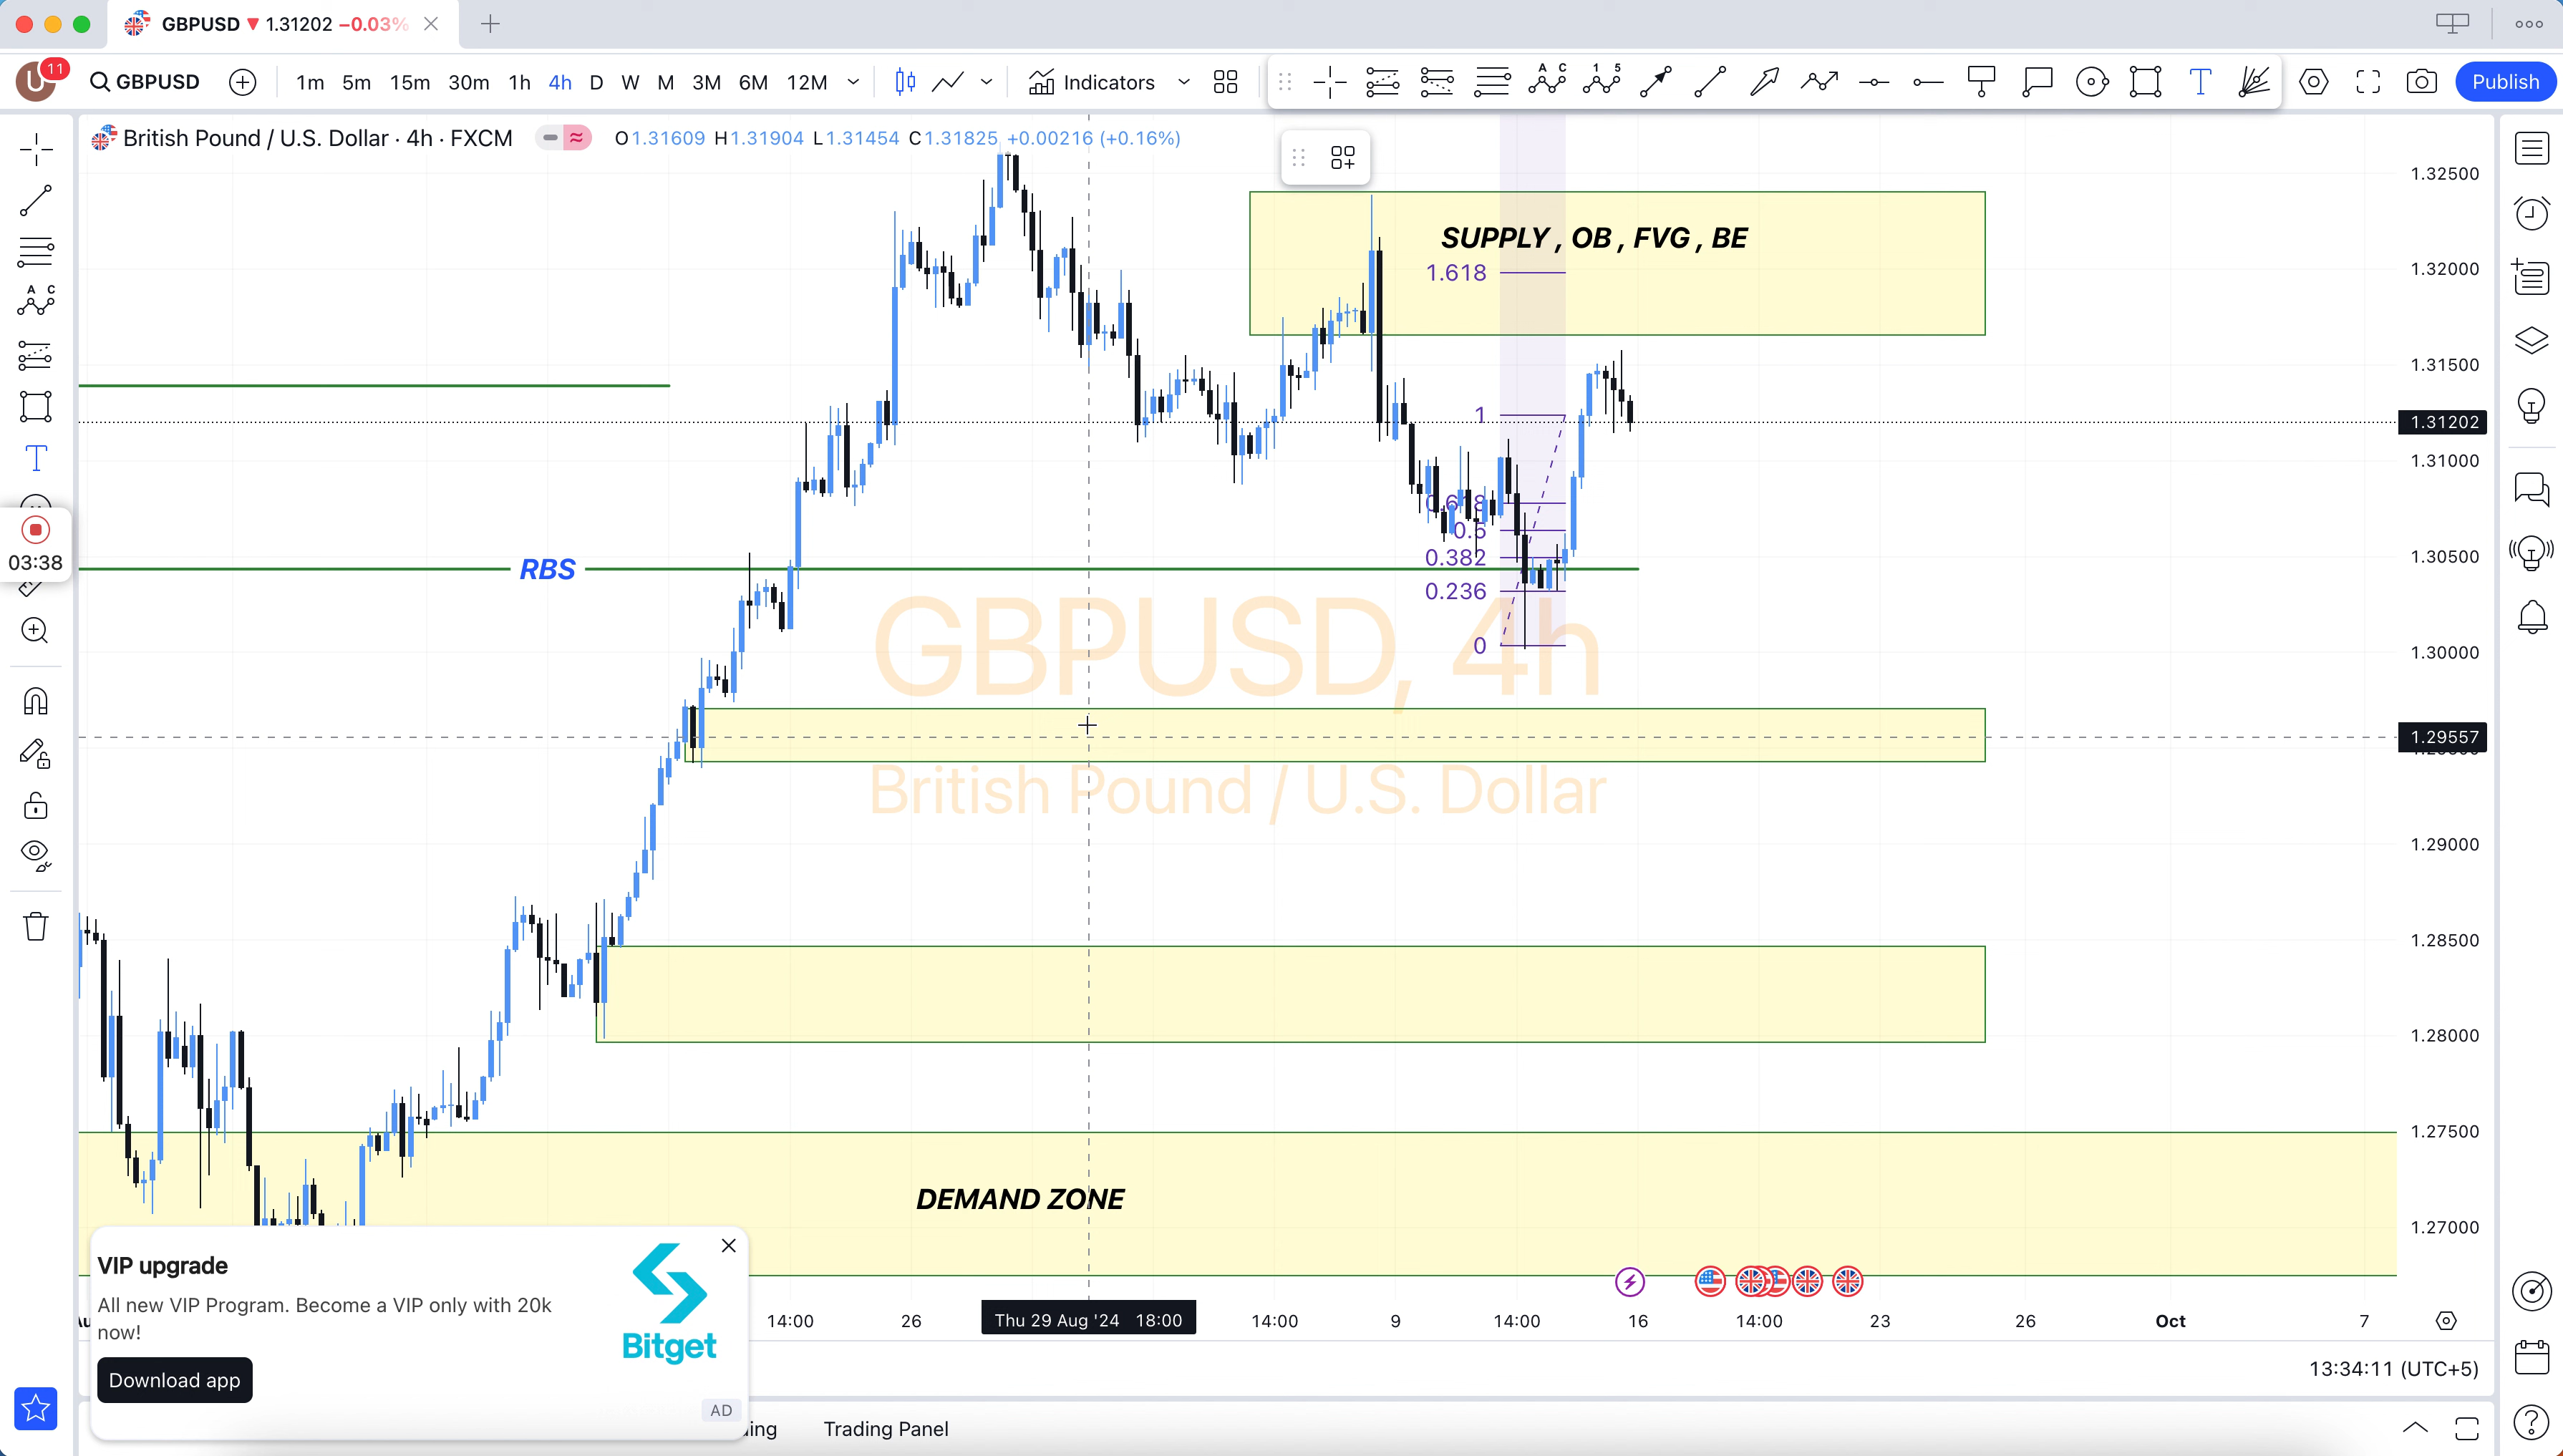 GBPUSD ▼ 1.31202 −0.03%
U 11 GBPUSD 1m 5m 15m 30m 1h 4h D W M 3M 6M 12M Indicators Publish
British Pound / U.S. Dollar · 4h · FXCM O1.31609 H1.31904 L1.31454 C1.31825 +0.00216 (+0.16%)
1.32500
SUPPLY , OB , FVG , BE
1.618
1.32000
1.31500
1
1.31202
1.31000
0.618
0.5
0.382
1.30500
RBS
03:38
0.236
GBPUSD, 4h
0
1.30000
1.29557
British Pound / U.S. Dollar
1.29000
1.28500
1.28000
1.27500
DEMAND ZONE
1.27000
VIP upgrade
All new VIP Program. Become a VIP only with 20k
now!
Bitget
Download app
AD
14:00 26 Thu 29 Aug '24 18:00 14:00 9 14:00 16 14:00 23 26 Oct 7
13:34:11 (UTC+5)
Trading Panel